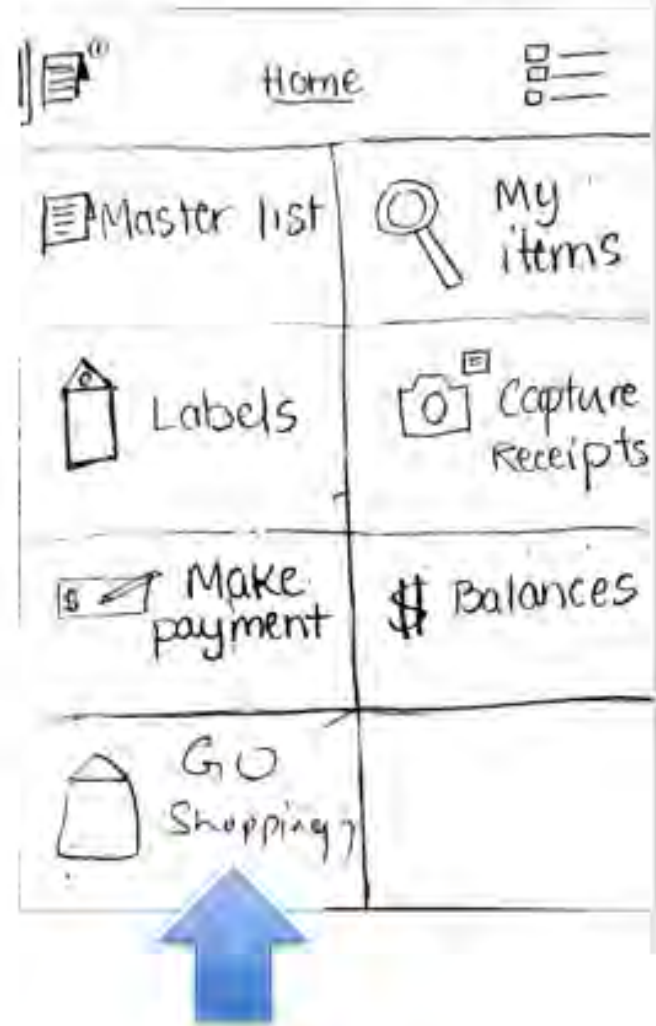 Home
Master list
My
items
Labels
Capture
Receipts
$ Make
payment
$ Balances
Go
Shopping